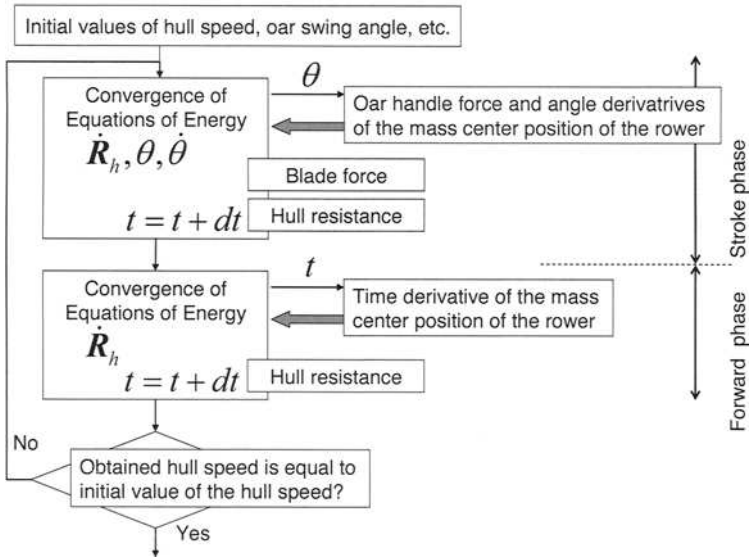 Initial values of hull speed, oar swing angle, etc.
Convergence of
Equations of Energy
Ṙₕ, θ, θ̇
t = t + dt
θ
Oar handle force and angle derivatrives
of the mass center position of the rower
Blade force
Hull resistance
Stroke phase
Convergence of
Equations of Energy
Ṙₕ
t = t + dt
t
Time derivative of the mass
center position of the rower
Hull resistance
Forward phase
No
Obtained hull speed is equal to
initial value of the hull speed?
Yes